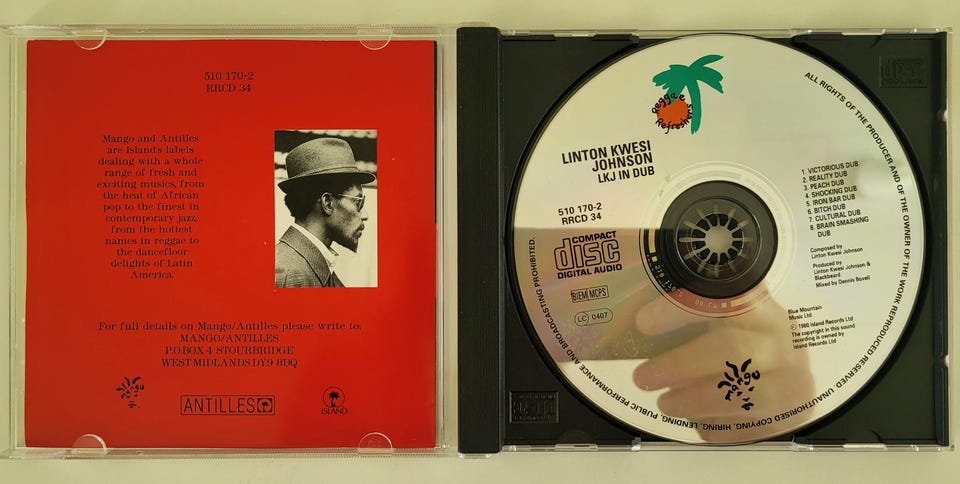 510 170-2
RRCD 34
Mango and Antilles
are Island's labels
dealing with a whole
range of fresh and
exciting musics, from
the heat of African
pop to the finest in
contemporary jazz
from the hottest
names in reggae to
the dancefloor
delights of Latin
America.
For full details on Mango/Antilles please write to:
MANGO/ANTILLES
P.O.BOX 4 STOURBRIDGE
WEST MIDLANDS DY9 8DQ
mango
ANTILLES
ISLAND
Reggae
Refreshers
LINTON KWESI
JOHNSON
LKJ IN DUB
510 170-2
RRCD 34
COMPACT
disc
DIGITAL AUDIO
BIEM MCPS
LC 0407
1. VICTORIOUS DUB
2. REALITY DUB
3. PEACH DUB
4. SHOCKING DUB
5. IRON BAR DUB
6. BITCH DUB
7. CULTURAL DUB
8. BRAIN SMASHING
DUB
Composed by
Linton Kwesi Johnson
Produced by
Linton Kwesi Johnson &
Blackbeard
Mixed by Dennis Bovell
Blue Mountain
Music Ltd
℗ 1980 Island Records Ltd
The copyright in this sound
recording is owned by
Island Records Ltd
mango
ALL RIGHTS OF THE PRODUCER AND OF THE OWNER OF THE WORK REPRODUCED RESERVED. UNAUTHORISED COPYING, HIRING, LENDING, PUBLIC PERFORMANCE AND BROADCASTING PROHIBITED.